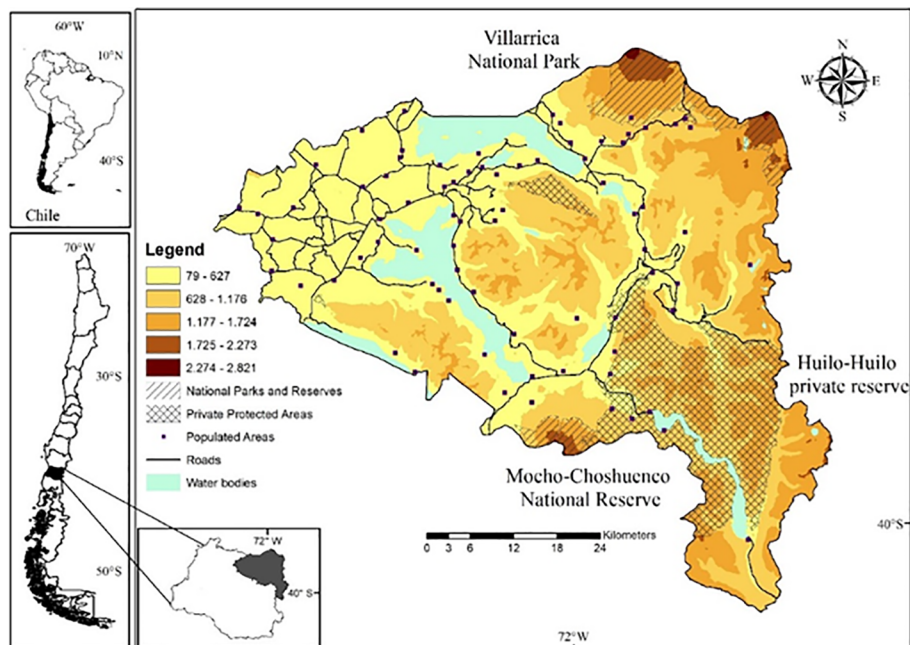 60°W
10°N
40°S
Chile
70°W
30°S
50°S
Villarrica
National Park
N
W
E
S
Legend
79 - 627
628 - 1.176
1.177 - 1.724
1.725 - 2.273
2.274 - 2.821
National Parks and Reserves
Private Protected Areas
Populated Areas
Roads
Water bodies
Huilo-Huilo
private reserve
Mocho-Choshuenco
National Reserve
Kilometers
0 3 6 12 18 24
40°S
72° W
40° S
72°W